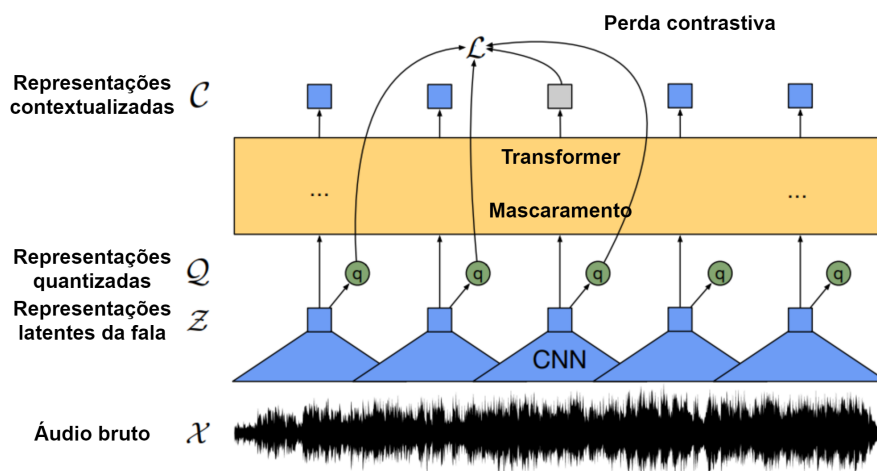 Perda contrastiva
ℒ
Representações
contextualizadas 𝒞
Transformer
... ...
Mascaramento
Representações
quantizadas 𝒬
q q q q q
Representações
latentes da fala 𝒵
CNN
Áudio bruto 𝒳